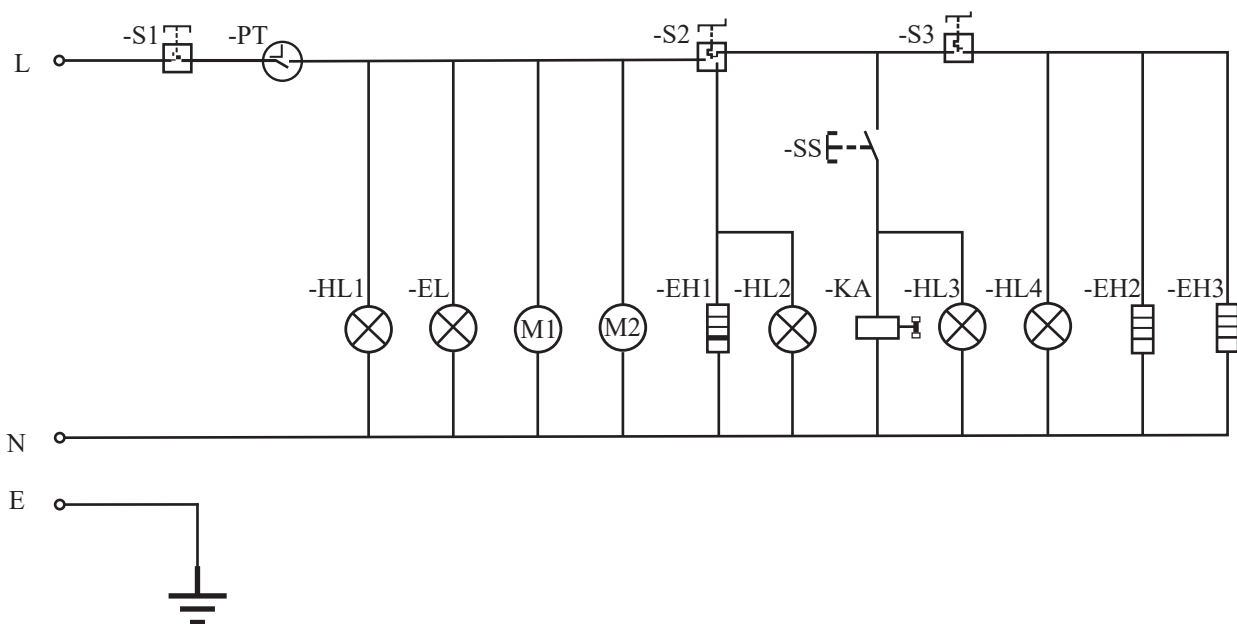 -S1
-PT
-S2
-S3
L
-SS
-HL1
-EL
-EH1
-HL2
-KA
-HL3
-HL4
-EH2
-EH3
M1
M2
N
E